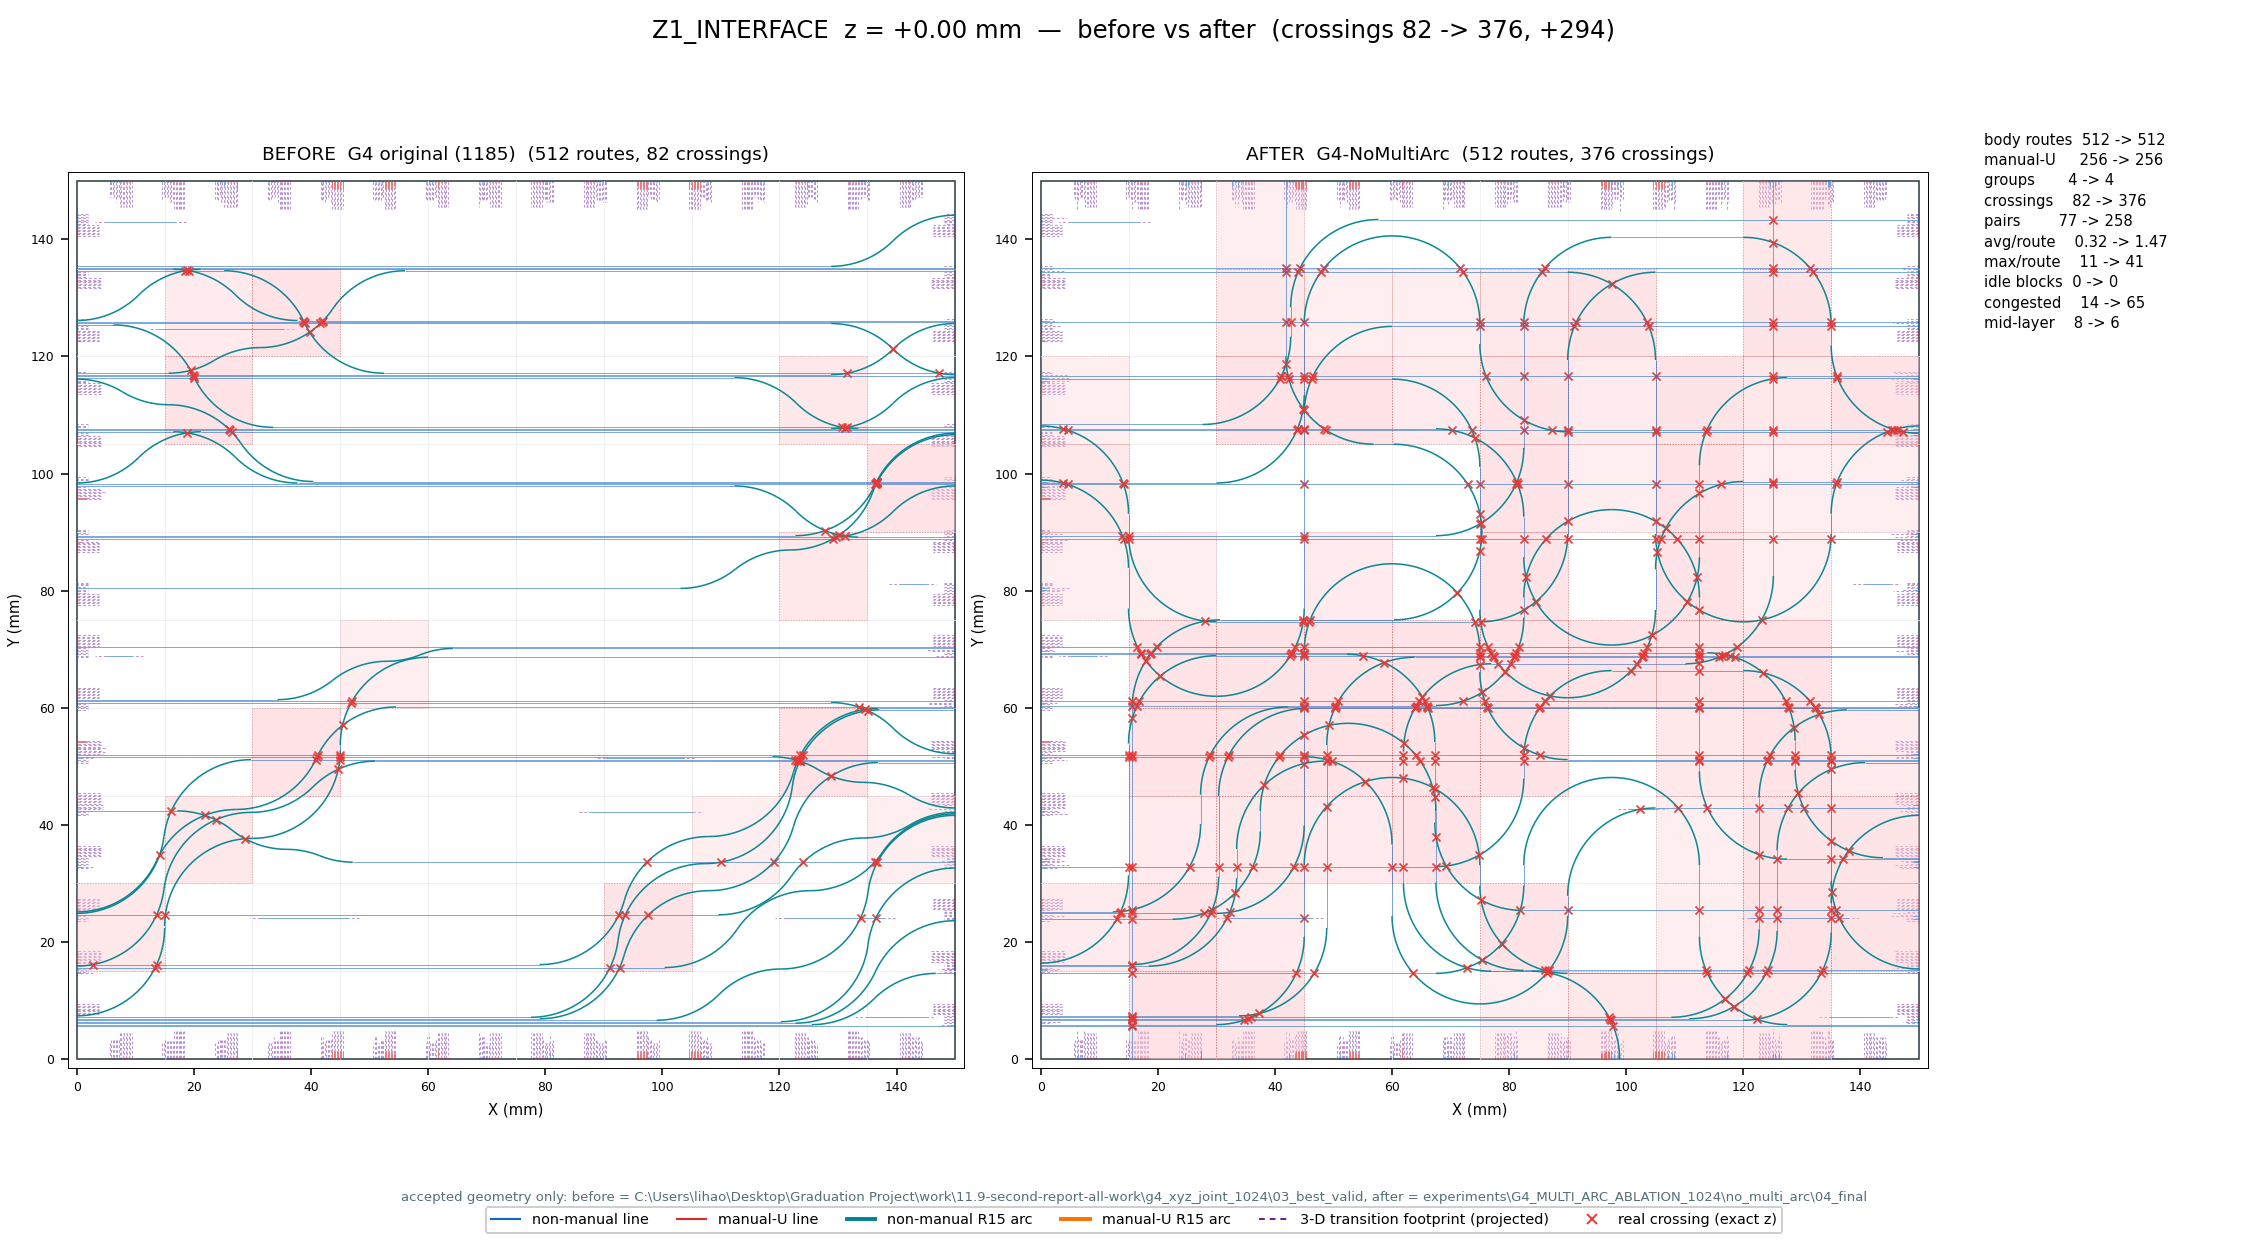 Z1_INTERFACE z = +0.00 mm — before vs after (crossings 82 -> 376, +294)
BEFORE G4 original (1185) (512 routes, 82 crossings)
140
120
100
80
60
40
20
0
Y (mm)
0 20 40 60 80 100 120 140
X (mm)
AFTER G4-NoMultiArc (512 routes, 376 crossings)
140
120
100
80
60
40
20
0
Y (mm)
0 20 40 60 80 100 120 140
X (mm)
body routes 512 -> 512
manual-U 256 -> 256
groups 4 -> 4
crossings 82 -> 376
pairs 77 -> 258
avg/route 0.32 -> 1.47
max/route 11 -> 41
idle blocks 0 -> 0
congested 14 -> 65
mid-layer 8 -> 6
accepted geometry only: before = C:\Users\lihao\Desktop\Graduation Project\work\11.9-second-report-all-work\g4_xyz_joint_1024\03_best_valid, after = experiments\G4_MULTI_ARC_ABLATION_1024\no_multi_arc\04_final
non-manual line manual-U line non-manual R15 arc manual-U R15 arc 3-D transition footprint (projected) real crossing (exact z)